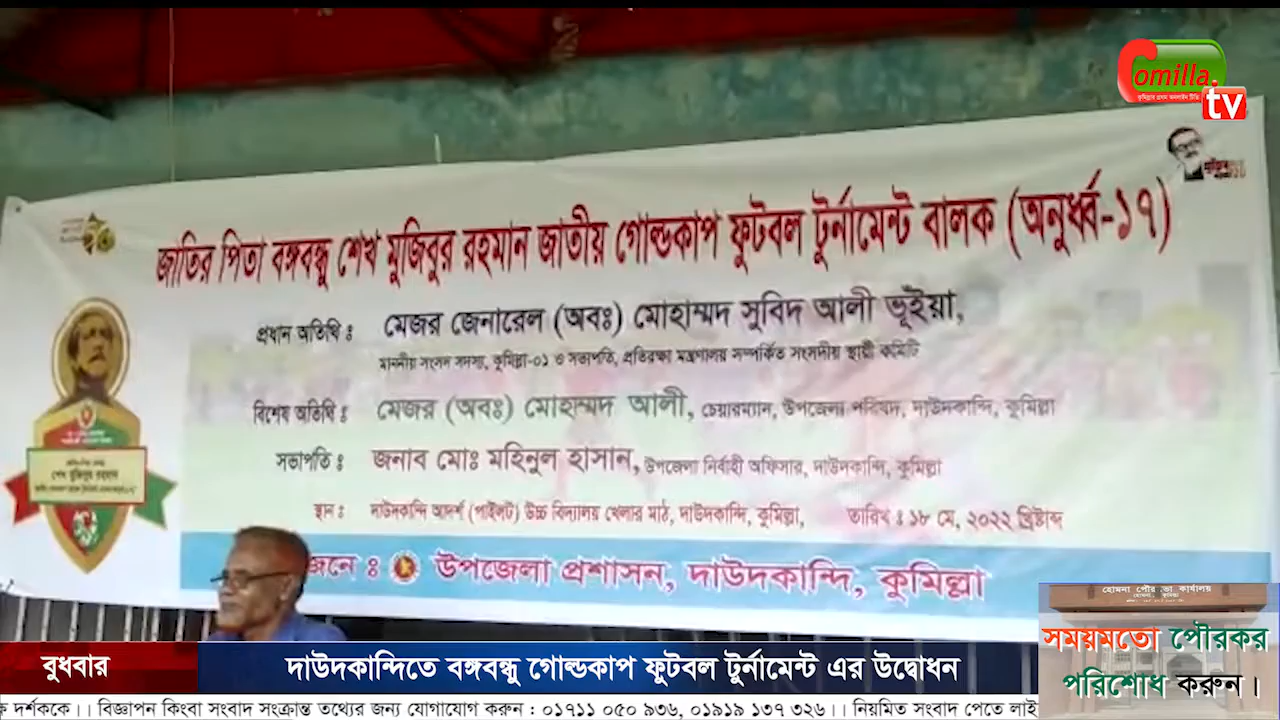 Comilla.
কুমিল্লার প্রথম অনলাইন টিভি
tv
জাতির পিতা বঙ্গবন্ধু শেখ মুজিবুর রহমান জাতীয় গোল্ডকাপ ফুটবল টুর্নামেন্ট বালক (অনুর্ধ্ব-১৭)
প্রধান অতিথি ঃ মেজর জেনারেল (অবঃ) মোহাম্মদ সুবিদ আলী ভূইয়া,
মাননীয় সংসদ সদস্য, কুমিল্লা-০১ ও সভাপতি, প্রতিরক্ষা মন্ত্রণালয় সম্পর্কিত সংসদীয় স্থায়ী কমিটি
বিশেষ অতিথি ঃ মেজর (অবঃ) মোহাম্মদ আলী, চেয়ারম্যান, উপজেলা পরিষদ, দাউদকান্দি, কুমিল্লা
সভাপতি ঃ জনাব মোঃ মহিনুল হাসান, উপজেলা নির্বাহী অফিসার, দাউদকান্দি, কুমিল্লা
স্থান ঃ দাউদকান্দি আদর্শ (পাইলট) উচ্চ বিদ্যালয় খেলার মাঠ, দাউদকান্দি, কুমিল্লা, তারিখ ঃ ১৮ মে, ২০২২ খ্রিষ্টাব্দ
শেখ মুজিবুর রহমান
জনে ঃ উপজেলা প্রশাসন, দাউদকান্দি, কুমিল্লা
হোমনা পৌরসভা কার্যালয়
সময়মতো পৌরকর
পরিশোধ করুন।
বুধবার
দাউদকান্দিতে বঙ্গবন্ধু গোল্ডকাপ ফুটবল টুর্নামেন্ট এর উদ্বোধন
ক দর্শককে।। বিজ্ঞাপন কিংবা সংবাদ সংক্রান্ত তথ্যের জন্য যোগাযোগ করুন : ০১৭১১ ০৫০ ৯৩৬, ০১৯১৯ ১৩৭ ৩২৬।। নিয়মিত সংবাদ পেতে লাই